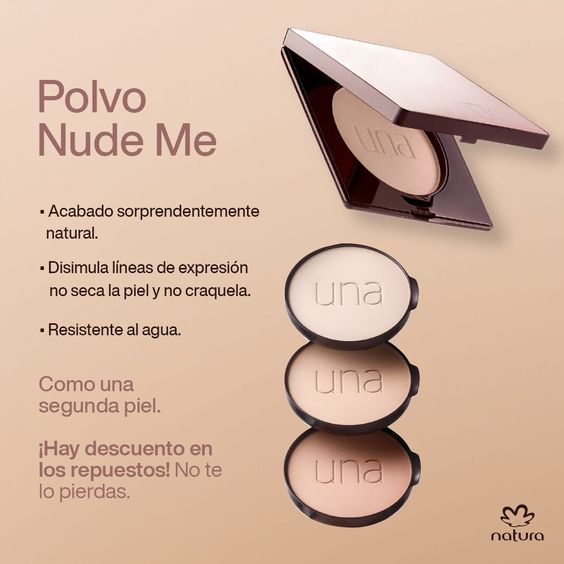 Polvo
Nude Me
• Acabado sorprendentemente
natural.
• Disimula líneas de expresión
no seca la piel y no craquela.
• Resistente al agua.
Como una
segunda piel.
¡Hay descuento en
los repuestos! No te
lo pierdas.
una
una
una
una
natura